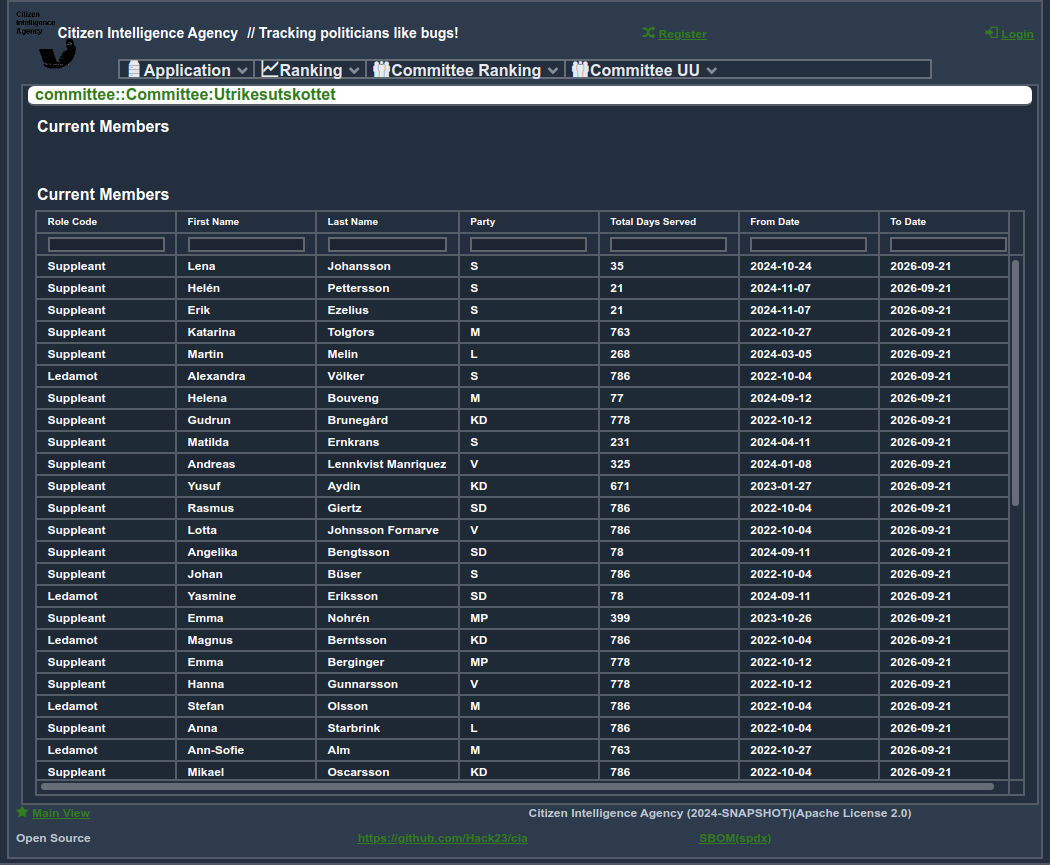 Citizen
Intelligence
Agency
Citizen Intelligence Agency // Tracking politicians like bugs!
Register
Login
Application Ranking Committee Ranking Committee UU
committee::Committee:Utrikesutskottet
Current Members
Current Members
Role Code First Name Last Name Party Total Days Served From Date To Date
Suppleant Lena Johansson S 35 2024-10-24 2026-09-21
Suppleant Helén Pettersson S 21 2024-11-07 2026-09-21
Suppleant Erik Ezelius S 21 2024-11-07 2026-09-21
Suppleant Katarina Tolgfors M 763 2022-10-27 2026-09-21
Suppleant Martin Melin L 268 2024-03-05 2026-09-21
Ledamot Alexandra Völker S 786 2022-10-04 2026-09-21
Suppleant Helena Bouveng M 77 2024-09-12 2026-09-21
Suppleant Gudrun Brunegård KD 778 2022-10-12 2026-09-21
Suppleant Matilda Ernkrans S 231 2024-04-11 2026-09-21
Suppleant Andreas Lennkvist Manriquez V 325 2024-01-08 2026-09-21
Suppleant Yusuf Aydin KD 671 2023-01-27 2026-09-21
Suppleant Rasmus Giertz SD 786 2022-10-04 2026-09-21
Suppleant Lotta Johnsson Fornarve V 786 2022-10-04 2026-09-21
Suppleant Angelika Bengtsson SD 78 2024-09-11 2026-09-21
Suppleant Johan Büser S 786 2022-10-04 2026-09-21
Ledamot Yasmine Eriksson SD 78 2024-09-11 2026-09-21
Suppleant Emma Nohrén MP 399 2023-10-26 2026-09-21
Ledamot Magnus Berntsson KD 786 2022-10-04 2026-09-21
Suppleant Emma Berginger MP 778 2022-10-12 2026-09-21
Suppleant Hanna Gunnarsson V 778 2022-10-12 2026-09-21
Ledamot Stefan Olsson M 786 2022-10-04 2026-09-21
Suppleant Anna Starbrink L 786 2022-10-04 2026-09-21
Ledamot Ann-Sofie Alm M 763 2022-10-27 2026-09-21
Suppleant Mikael Oscarsson KD 786 2022-10-04 2026-09-21
Main View Citizen Intelligence Agency (2024-SNAPSHOT)(Apache License 2.0)
Open Source https://github.com/Hack23/cia SBOM(spdx)